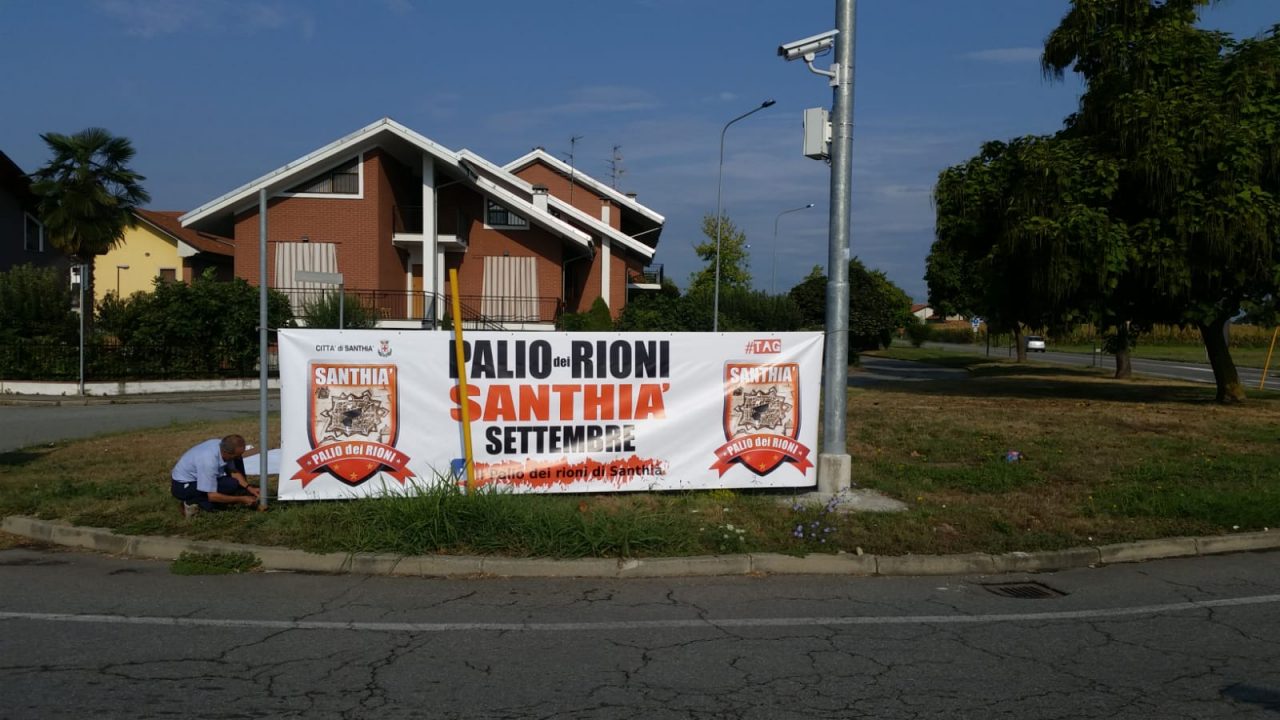 CITTA' di SANTHIA'
SANTHIA'
PALIO dei RIONI
PALIO dei RIONI
SANTHIA'
SETTEMBRE
Il Palio dei rioni di Santhià
#TAG
SANTHIA'
PALIO dei RIONI